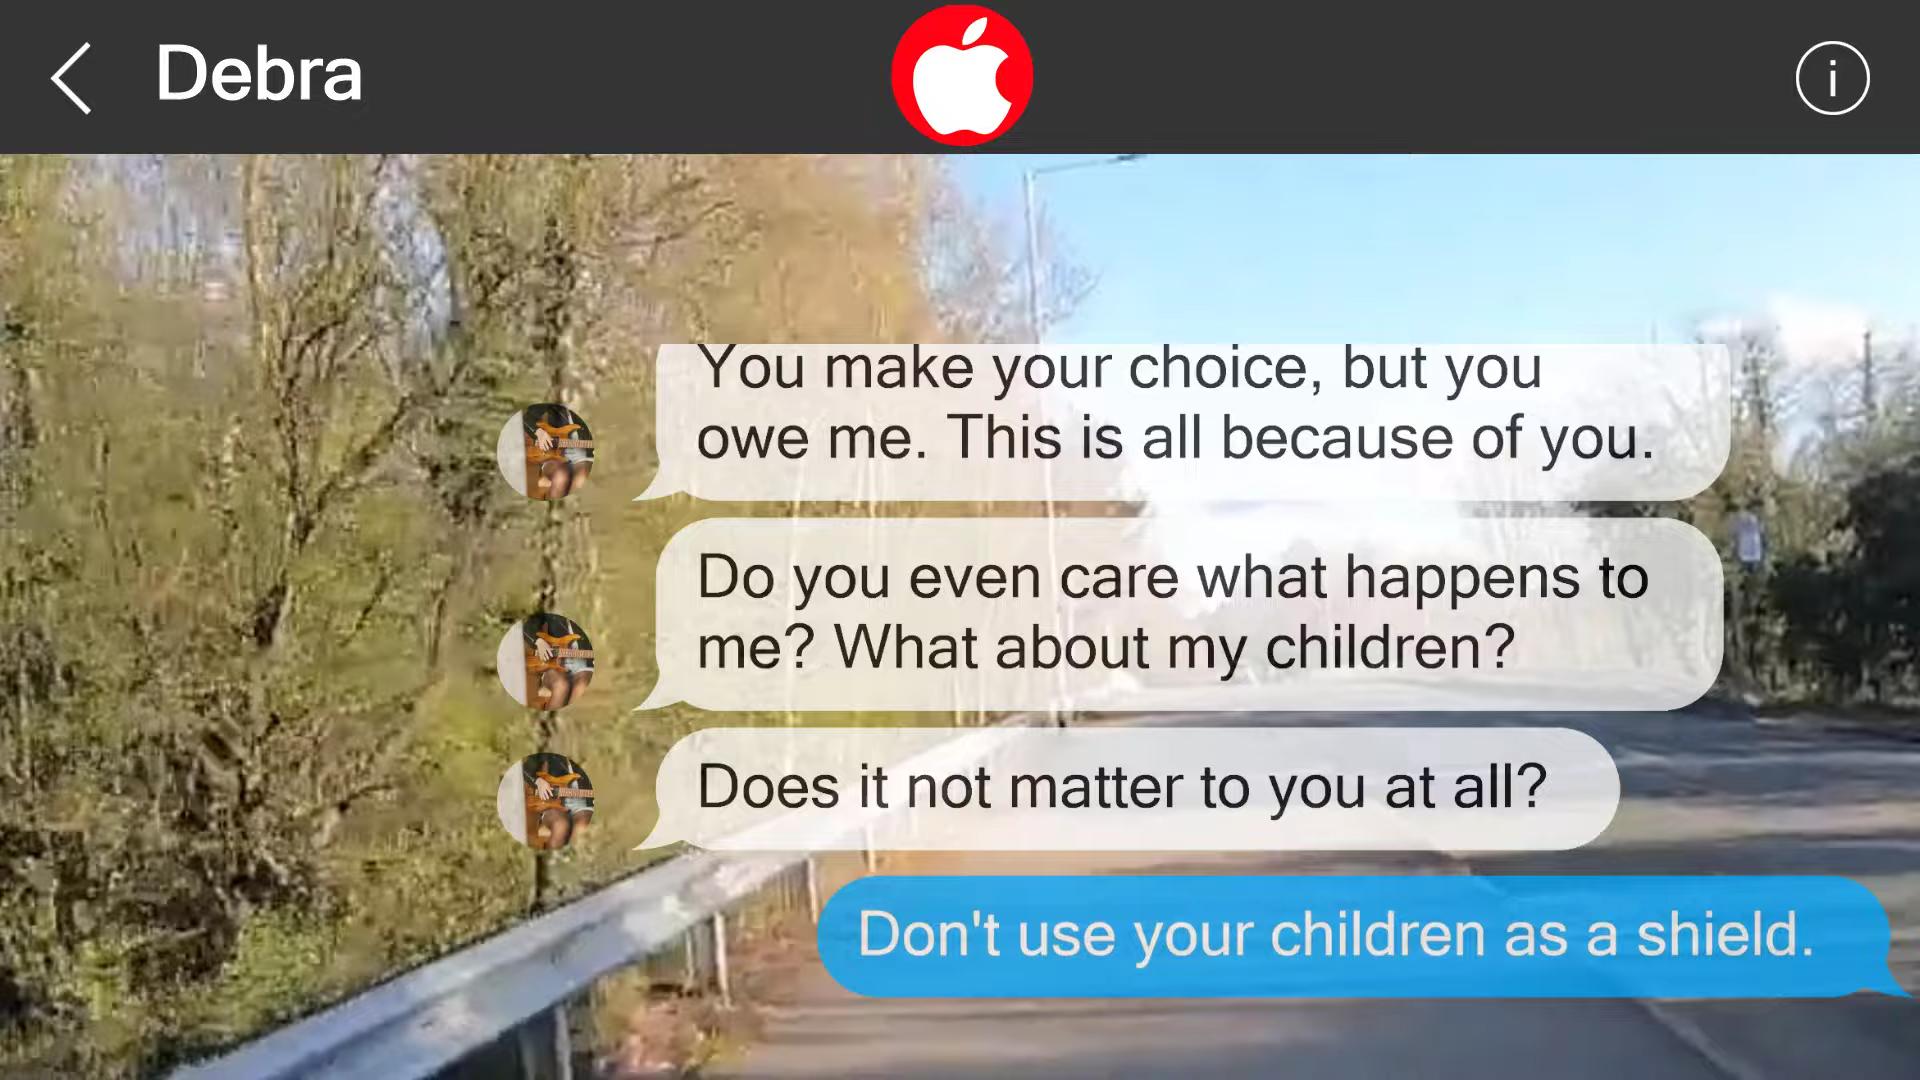 Debra
i
You make your choice, but you
owe me. This is all because of you.
Do you even care what happens to
me? What about my children?
Does it not matter to you at all?
Don't use your children as a shield.